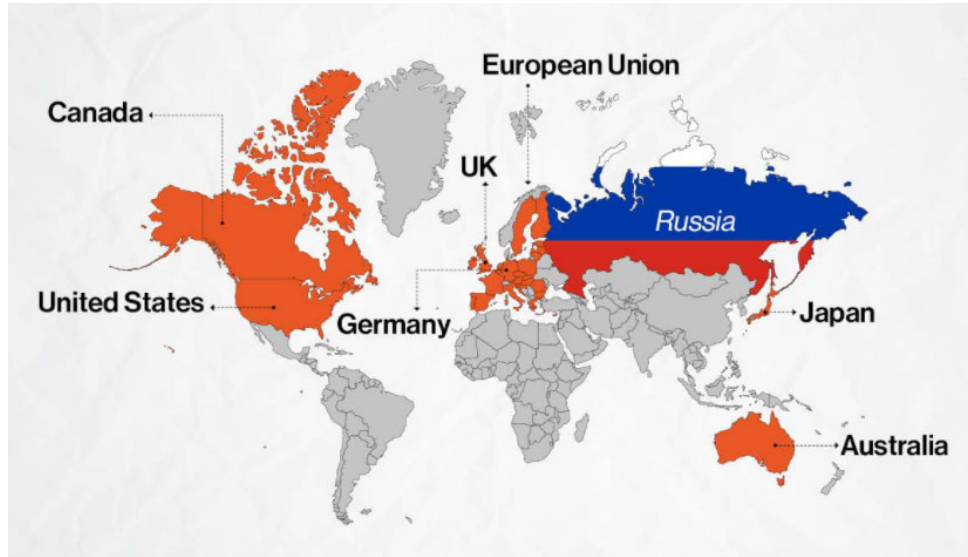 European Union
Canada
UK
Russia
United States
Germany
Japan
Australia